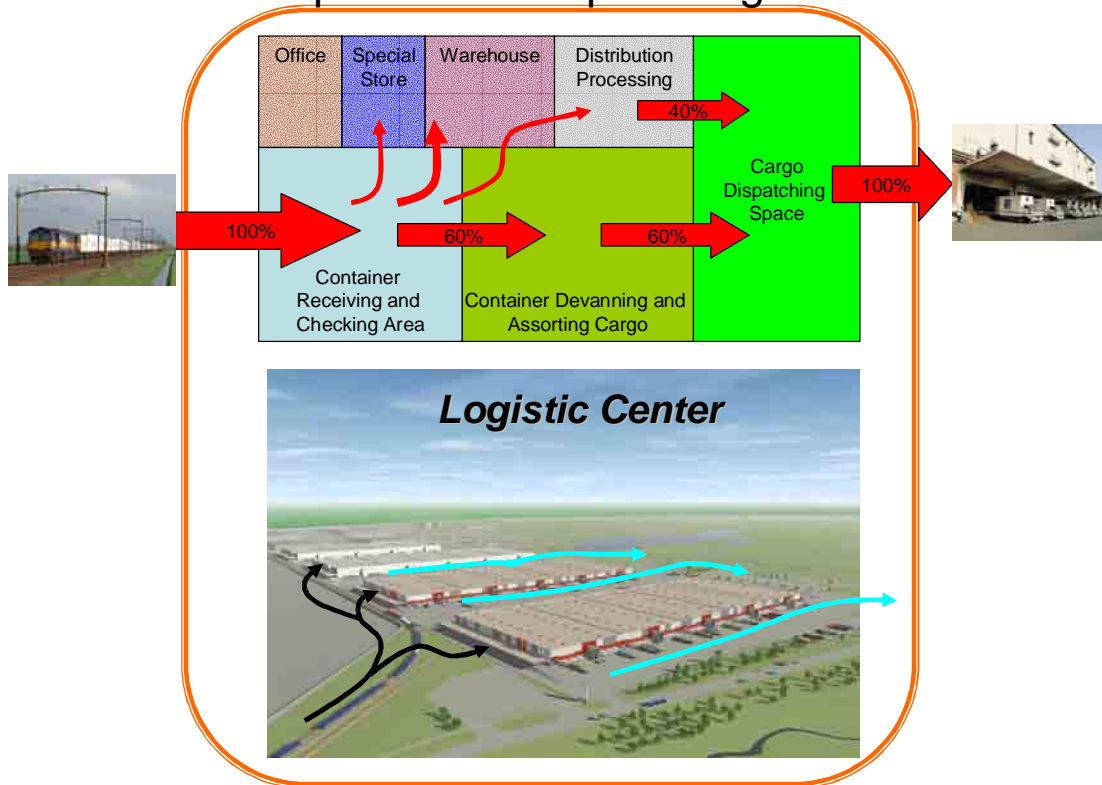 Office
Special
Store
Warehouse
Distribution
Processing
40%
Cargo
Dispatching
Space
100%
100%
60%
60%
Container
Receiving and
Checking Area
Container Devanning and
Assorting Cargo
Logistic Center